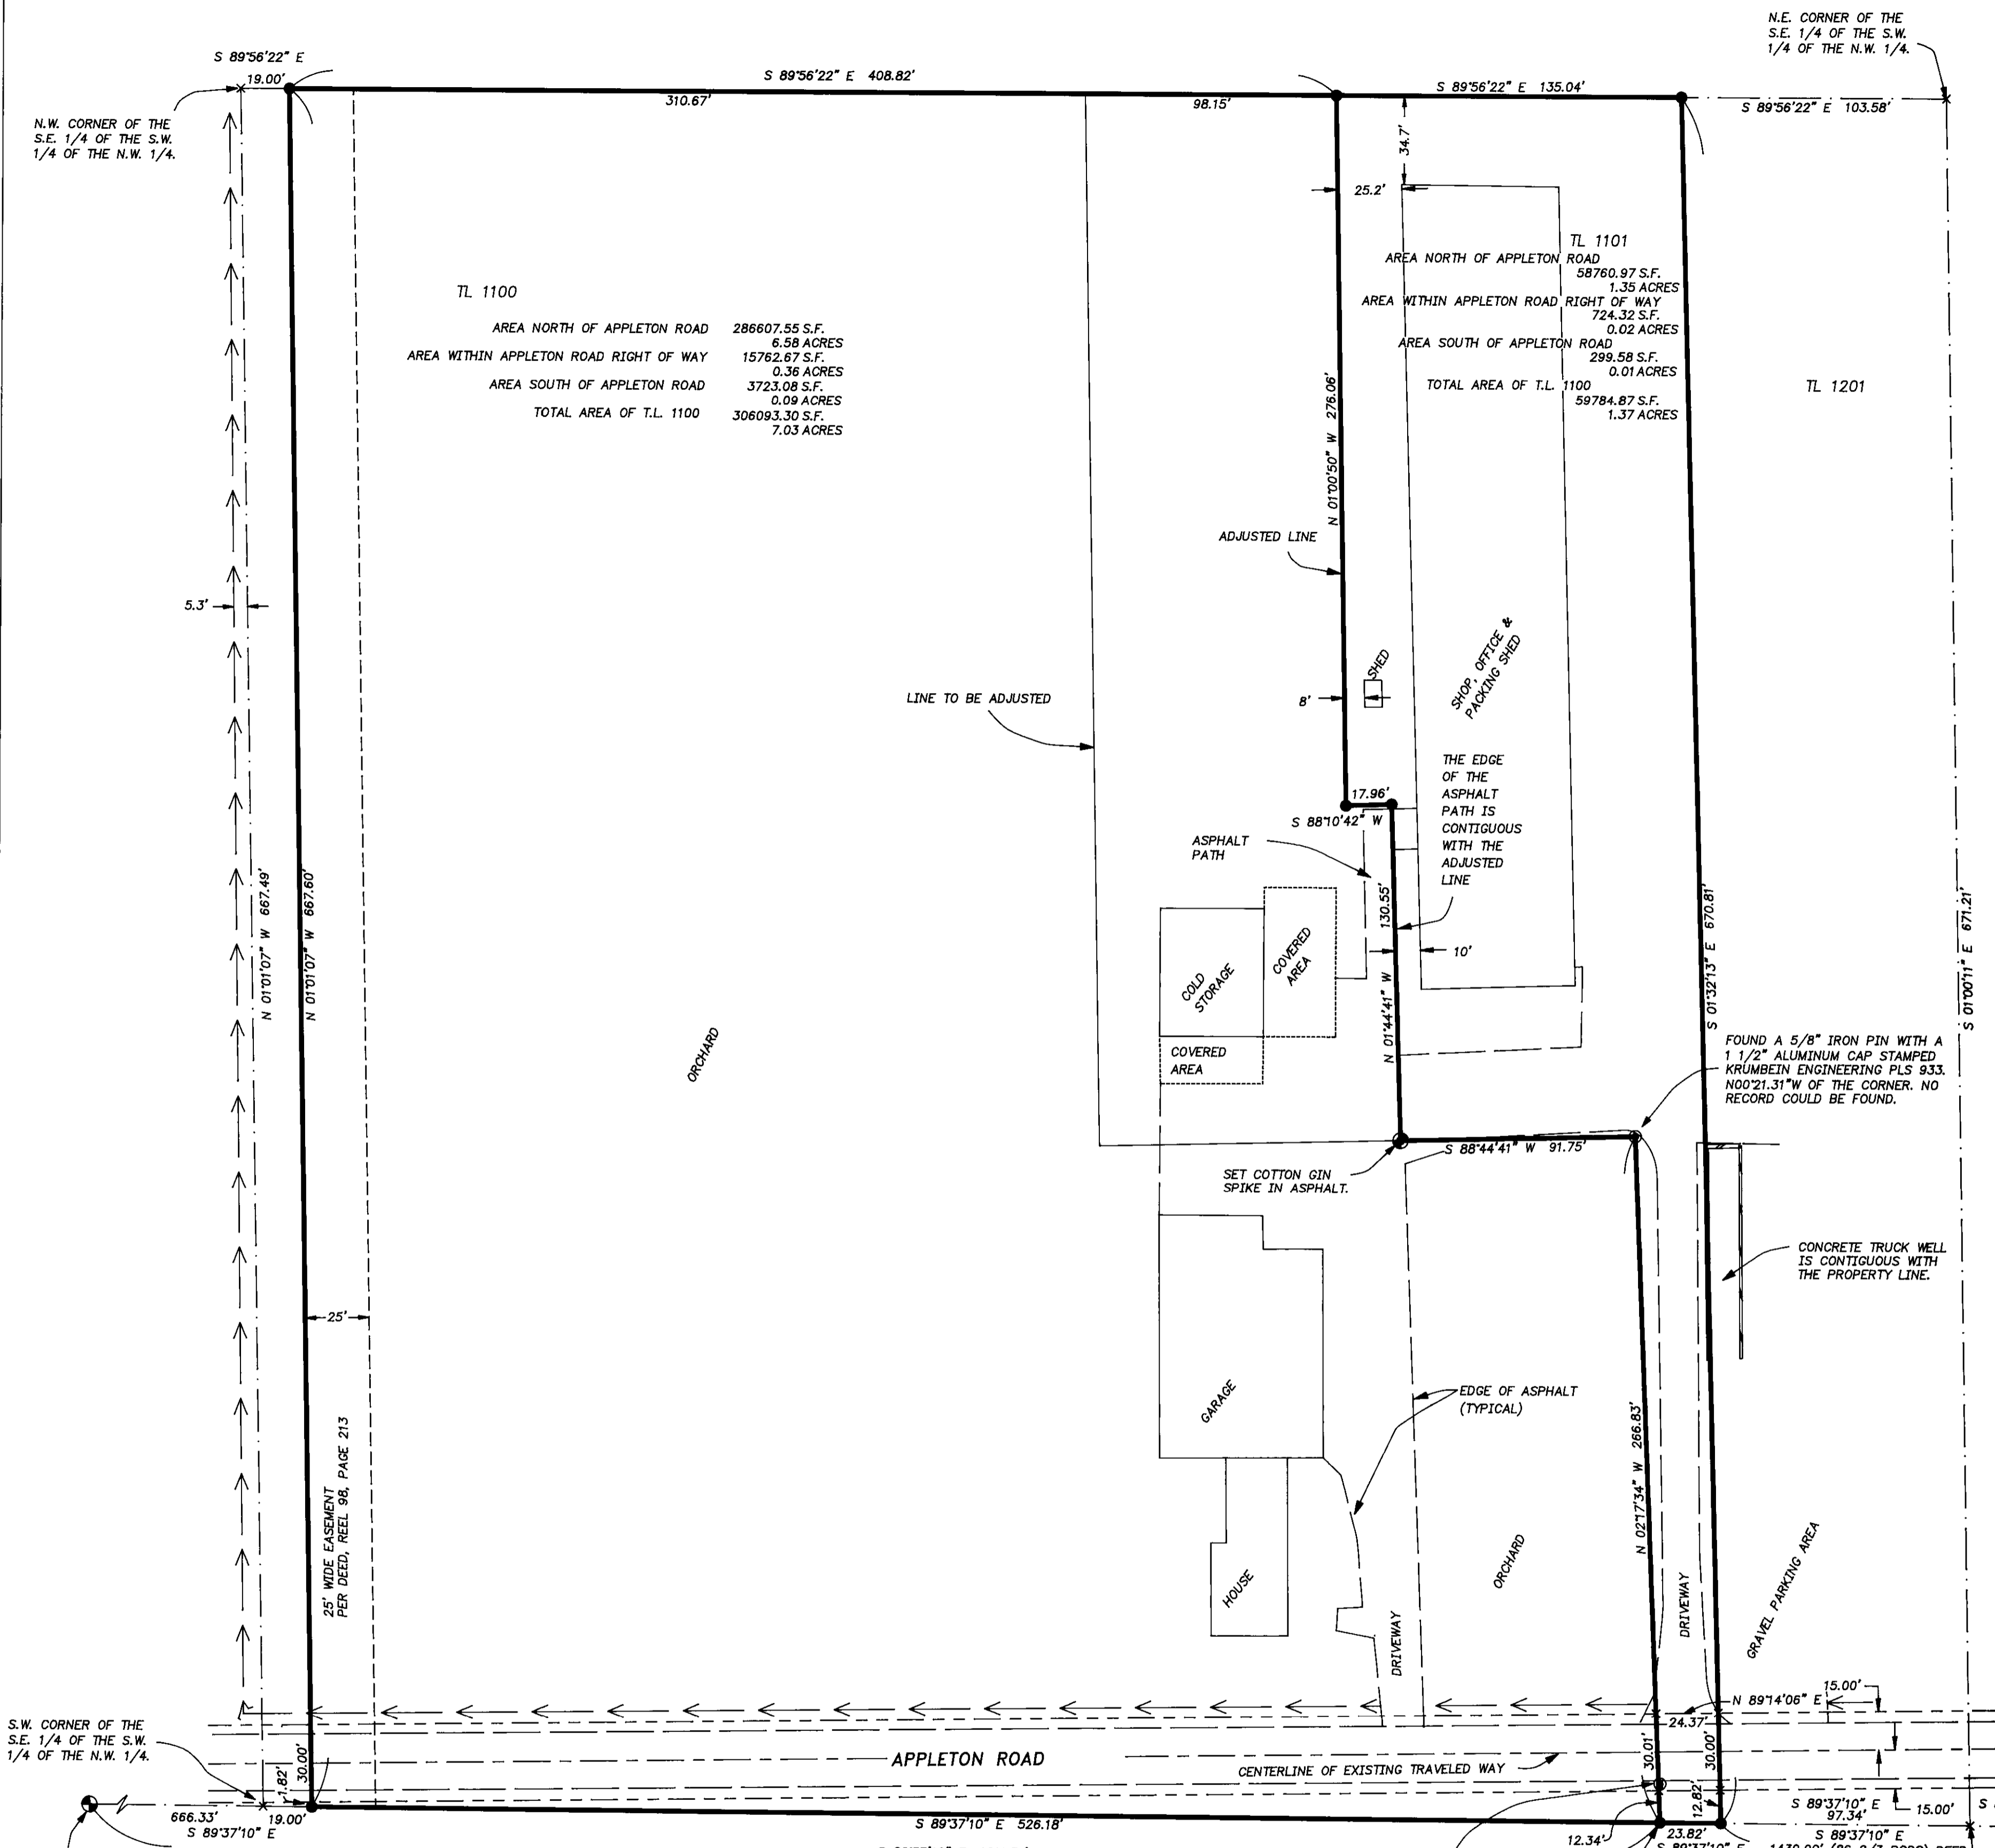 N.E. CORNER OF THE
S.E. 1/4 OF THE S.W.
1/4 OF THE N.W. 1/4.
S 89°56'22" E
19.00'
S 89°56'22" E 408.82'
310.67'
98.15'
S 89°56'22" E 135.04'
S 89°56'22" E 103.58'
N.W. CORNER OF THE
S.E. 1/4 OF THE S.W.
1/4 OF THE N.W. 1/4.
34.7'
25.2'
TL 1100
AREA NORTH OF APPLETON ROAD 286607.55 S.F.
6.58 ACRES
AREA WITHIN APPLETON ROAD RIGHT OF WAY 15762.67 S.F.
0.36 ACRES
AREA SOUTH OF APPLETON ROAD 3723.08 S.F.
0.09 ACRES
TOTAL AREA OF T.L. 1100 306093.30 S.F.
7.03 ACRES
TL 1101
AREA NORTH OF APPLETON ROAD
58760.97 S.F.
1.35 ACRES
AREA WITHIN APPLETON ROAD RIGHT OF WAY
724.32 S.F.
0.02 ACRES
AREA SOUTH OF APPLETON ROAD
299.58 S.F.
0.01 ACRES
TOTAL AREA OF T.L. 1100
59784.87 S.F.
1.37 ACRES
TL 1201
N 01°00'50" W 276.06'
ADJUSTED LINE
5.3'
LINE TO BE ADJUSTED
8'
SHED
SHOP, OFFICE &
PACKING SHED
THE EDGE
OF THE
ASPHALT
PATH IS
CONTIGUOUS
WITH THE
ADJUSTED
LINE
17.96'
S 88°10'42" W
ASPHALT
PATH
N 01°44'41" W 130.55'
10'
N 01°01'07" W 667.49'
N 01°01'07" W 667.60'
COLD
STORAGE
COVERED
AREA
COVERED
AREA
ORCHARD
S 01°32'13" E 670.81'
S 01°00'11" E 671.21'
FOUND A 5/8" IRON PIN WITH A
1 1/2" ALUMINUM CAP STAMPED
KRUMBEIN ENGINEERING PLS 933.
N00°21.31"W OF THE CORNER. NO
RECORD COULD BE FOUND.
S 88°44'41" W 91.75'
SET COTTON GIN
SPIKE IN ASPHALT.
CONCRETE TRUCK WELL
IS CONTIGUOUS WITH
THE PROPERTY LINE.
25'
GARAGE
EDGE OF ASPHALT
(TYPICAL)
N 02°17'34" W 266.83'
25' WIDE EASEMENT
PER DEED, REEL 98, PAGE 213
HOUSE
ORCHARD
DRIVEWAY
DRIVEWAY
GRAVEL PARKING AREA
N 89°14'06" E
15.00'
24.37'
S.W. CORNER OF THE
S.E. 1/4 OF THE S.W.
1/4 OF THE N.W. 1/4.
APPLETON ROAD
CENTERLINE OF EXISTING TRAVELED WAY
30.00'
1.82'
30.01'
30.00'
12.82'
666.33'
S 89°37'10" E
19.00'
S 89°37'10" E 526.18'
12.34'
23.82'
S 89°37'10" E
97.34'
15.00'
S 89°37'10" E
S 89°37'10" E